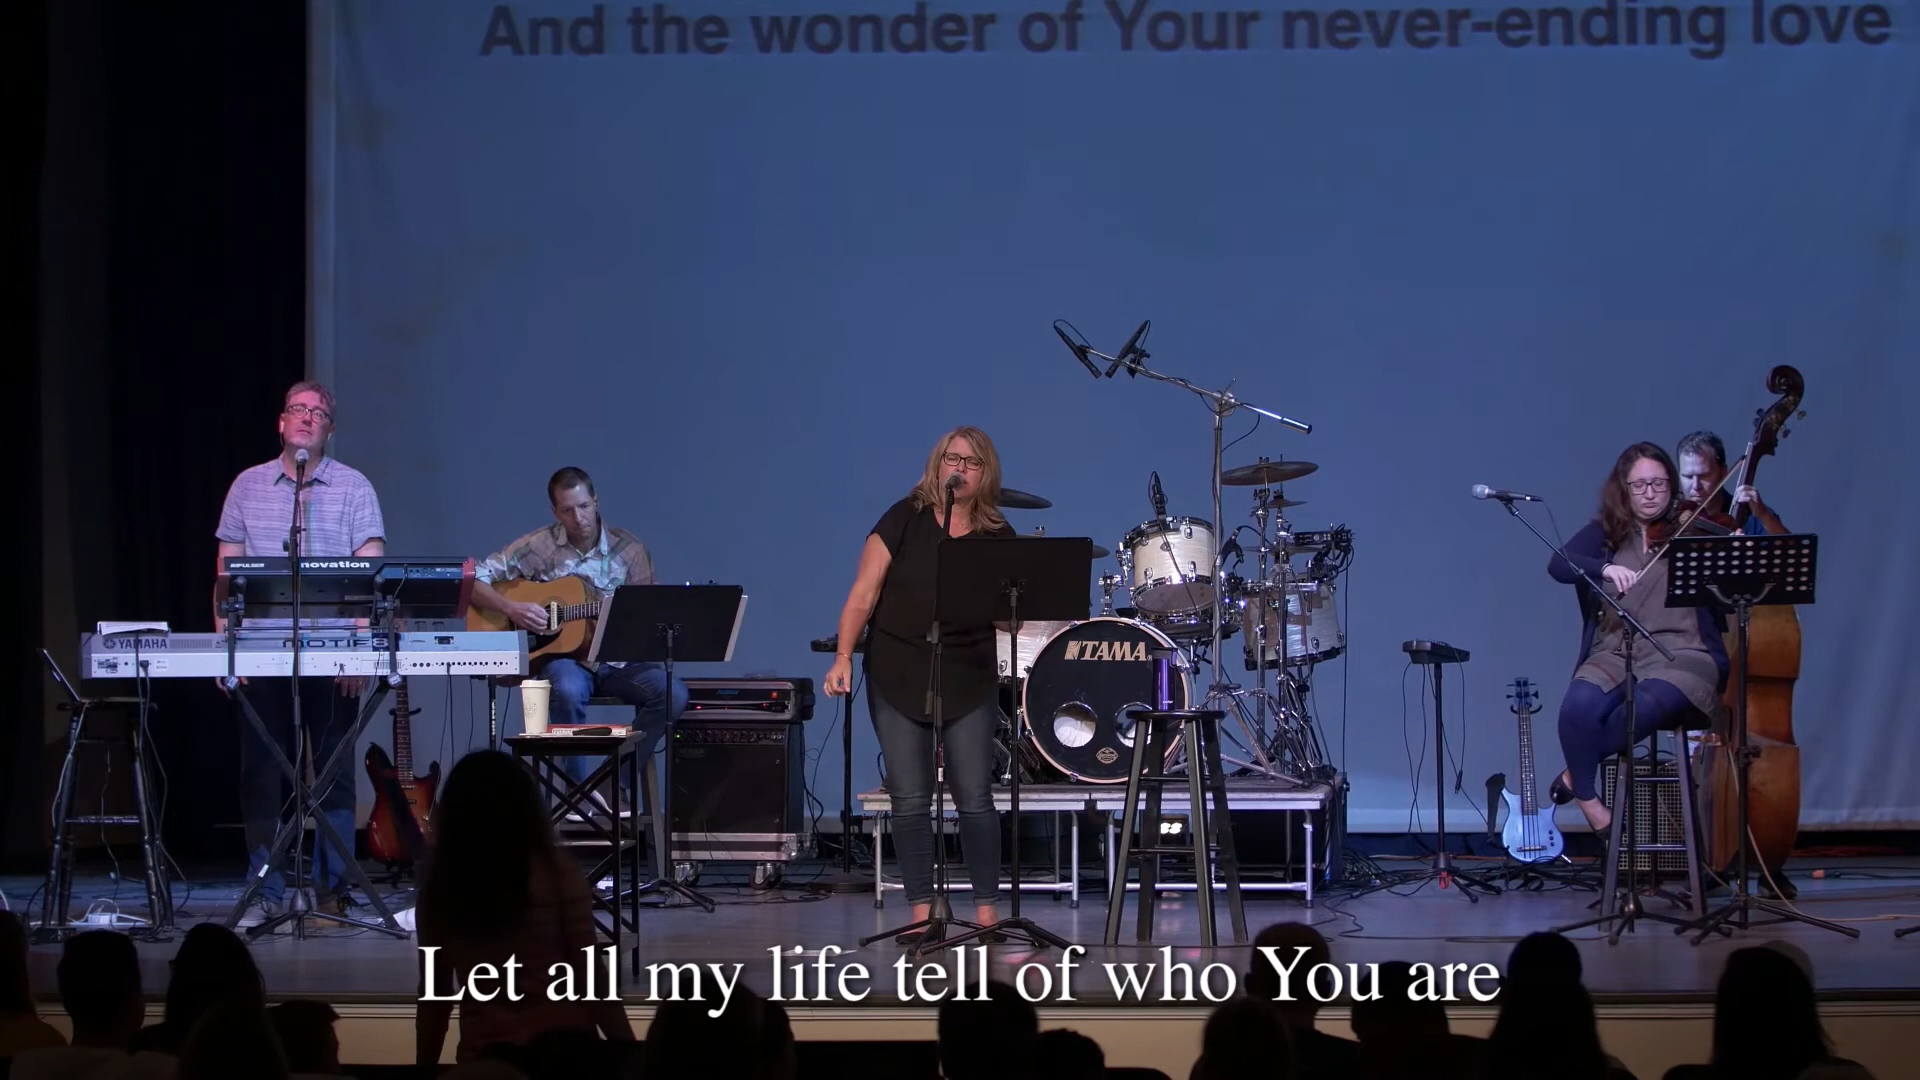 And the wonder of Your never-ending love
novation
YAMAHA
MOTIF 8
TAMA
Let all my life tell of who You are